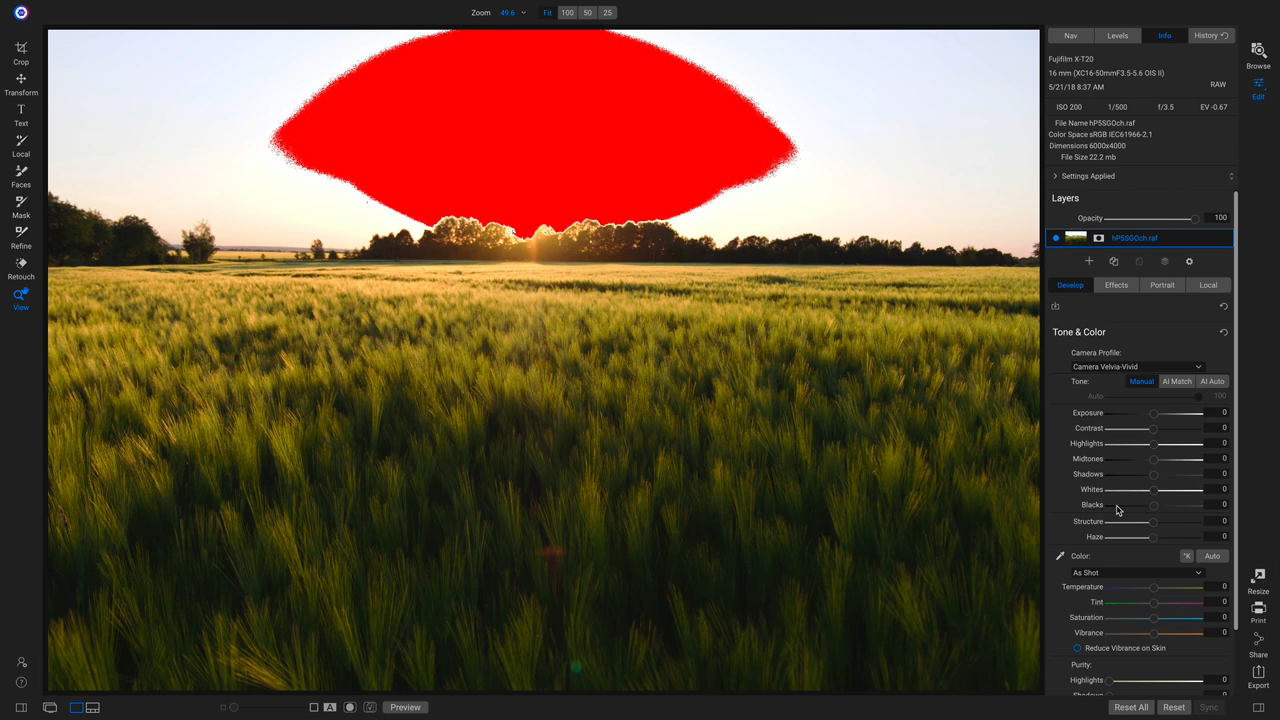 Zoom 49.6 Fit 100 50 25
Crop
Transform
Text
Local
Faces
Mask
Refine
Retouch
View
Nav Levels Info History
Fujifilm X-T20
16 mm (XC16-50mmF3.5-5.6 OIS II)
5/21/18 8:37 AM RAW
ISO 200 1/500 f/3.5 EV -0.67
File Name hP5SGOch.raf
Color Space sRGB IEC61966-2.1
Dimensions 6000x4000
File Size 22.2 mb
Settings Applied
Layers
Opacity 100
hP5SGOch.raf
Develop Effects Portrait Local
Tone & Color
Camera Profile:
Camera Velvia-Vivid
Tone: Manual AI Match AI Auto
Auto 100
Exposure 0
Contrast 0
Highlights 0
Midtones 0
Shadows 0
Whites 0
Blacks 0
Structure 0
Haze 0
Color: °K Auto
As Shot
Temperature 0
Tint 0
Saturation 0
Vibrance 0
Reduce Vibrance on Skin
Purity:
Highlights 0
Browse
Edit
Resize
Print
Share
Export
A Preview
Reset All Reset Sync